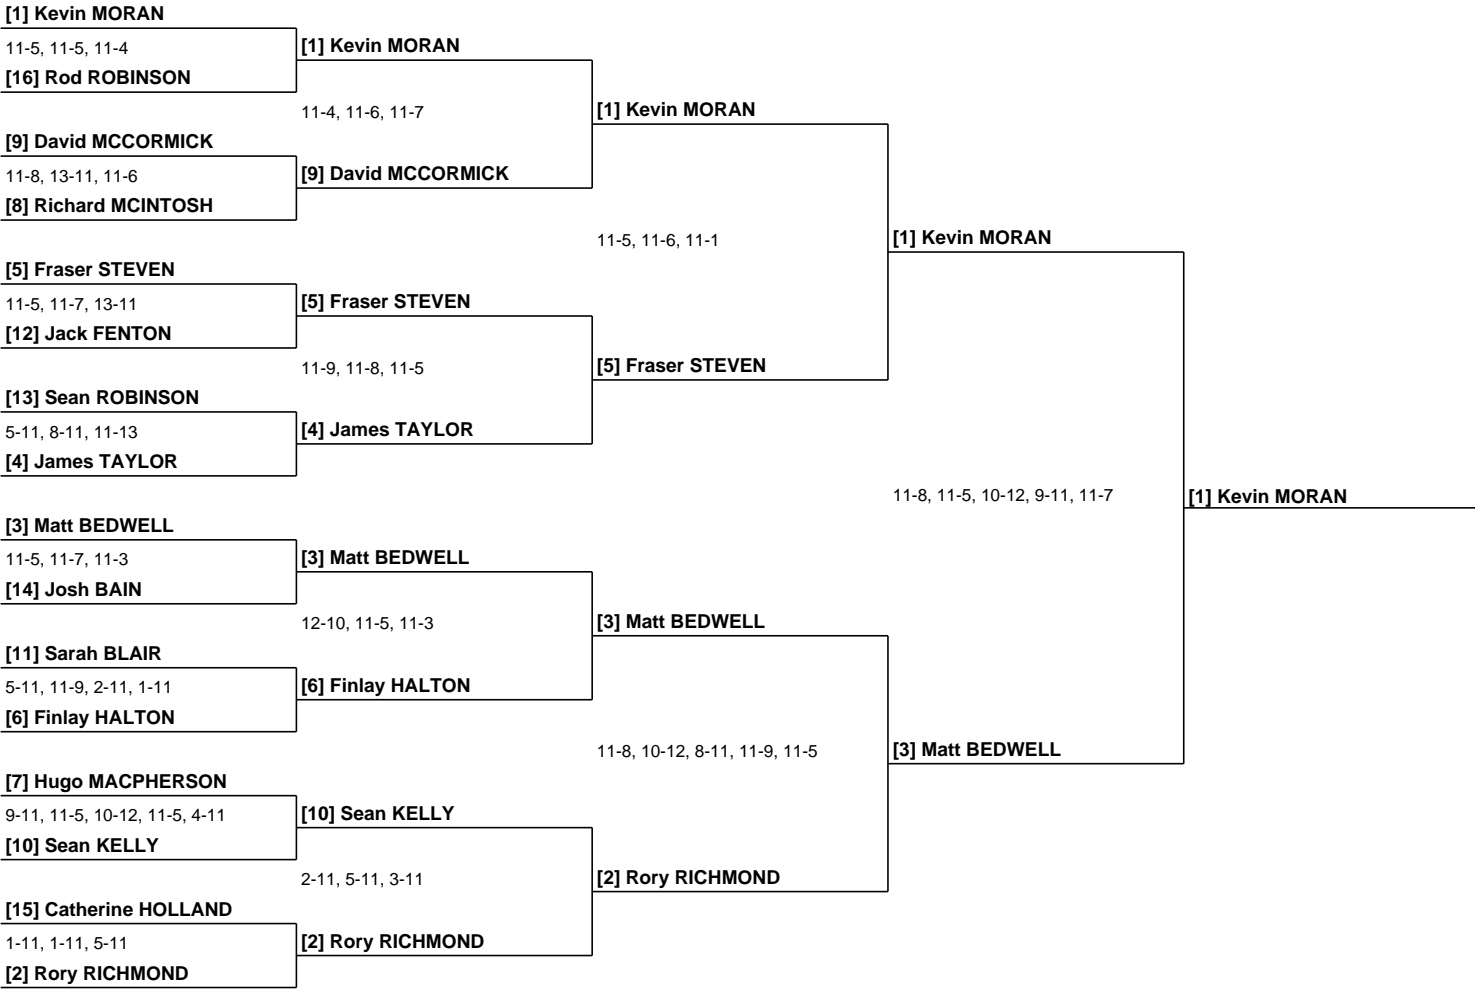 [1] Kevin MORAN
11-5, 11-5, 11-4
[16] Rod ROBINSON
[9] David MCCORMICK
11-8, 13-11, 11-6
[8] Richard MCINTOSH
[5] Fraser STEVEN
11-5, 11-7, 13-11
[12] Jack FENTON
[13] Sean ROBINSON
5-11, 8-11, 11-13
[4] James TAYLOR
[3] Matt BEDWELL
11-5, 11-7, 11-3
[14] Josh BAIN
[11] Sarah BLAIR
5-11, 11-9, 2-11, 1-11
[6] Finlay HALTON
[7] Hugo MACPHERSON
9-11, 11-5, 10-12, 11-5, 4-11
[10] Sean KELLY
[15] Catherine HOLLAND
1-11, 1-11, 5-11
[2] Rory RICHMOND
[1] Kevin MORAN
11-4, 11-6, 11-7
[9] David MCCORMICK
[5] Fraser STEVEN
11-9, 11-8, 11-5
[4] James TAYLOR
[3] Matt BEDWELL
12-10, 11-5, 11-3
[6] Finlay HALTON
[10] Sean KELLY
2-11, 5-11, 3-11
[2] Rory RICHMOND
[1] Kevin MORAN
11-5, 11-6, 11-1
[5] Fraser STEVEN
[3] Matt BEDWELL
11-8, 10-12, 8-11, 11-9, 11-5
[2] Rory RICHMOND
[1] Kevin MORAN
11-8, 11-5, 10-12, 9-11, 11-7
[3] Matt BEDWELL
[1] Kevin MORAN